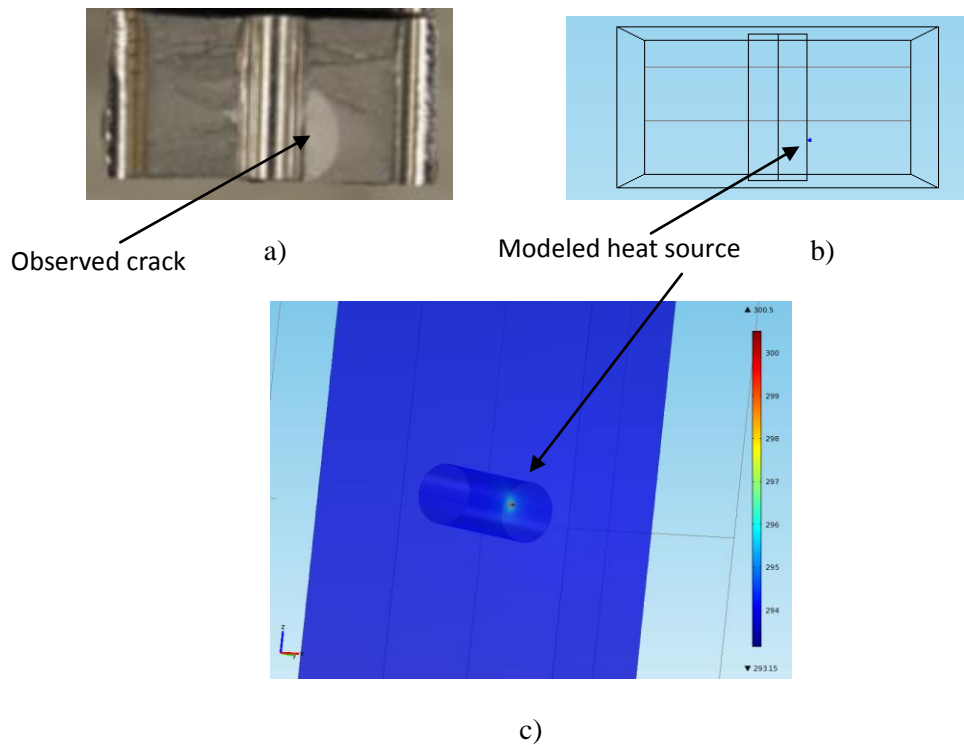 Observed crack
a)
Modeled heat source
b)
▲ 300.5
300
299
298
297
296
295
294
▼ 293.15
z
y
c)